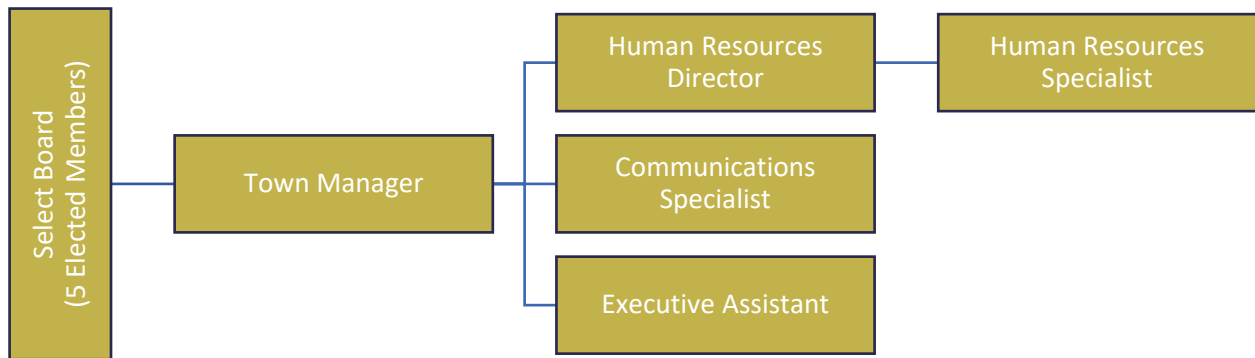 Select Board
(5 Elected Members)
Town Manager
Human Resources
Director
Human Resources
Specialist
Communications
Specialist
Executive Assistant